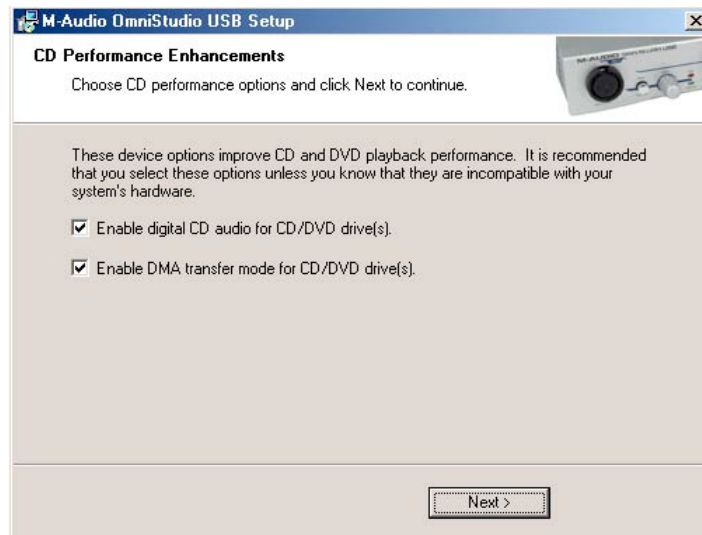 M-Audio OmniStudio USB Setup
CD Performance Enhancements
Choose CD performance options and click Next to continue.
M-AUDIO
These device options improve CD and DVD playback performance. It is recommended
that you select these options unless you know that they are incompatible with your
system's hardware.
Enable digital CD audio for CD/DVD drive(s).
Enable DMA transfer mode for CD/DVD drive(s).
Next >